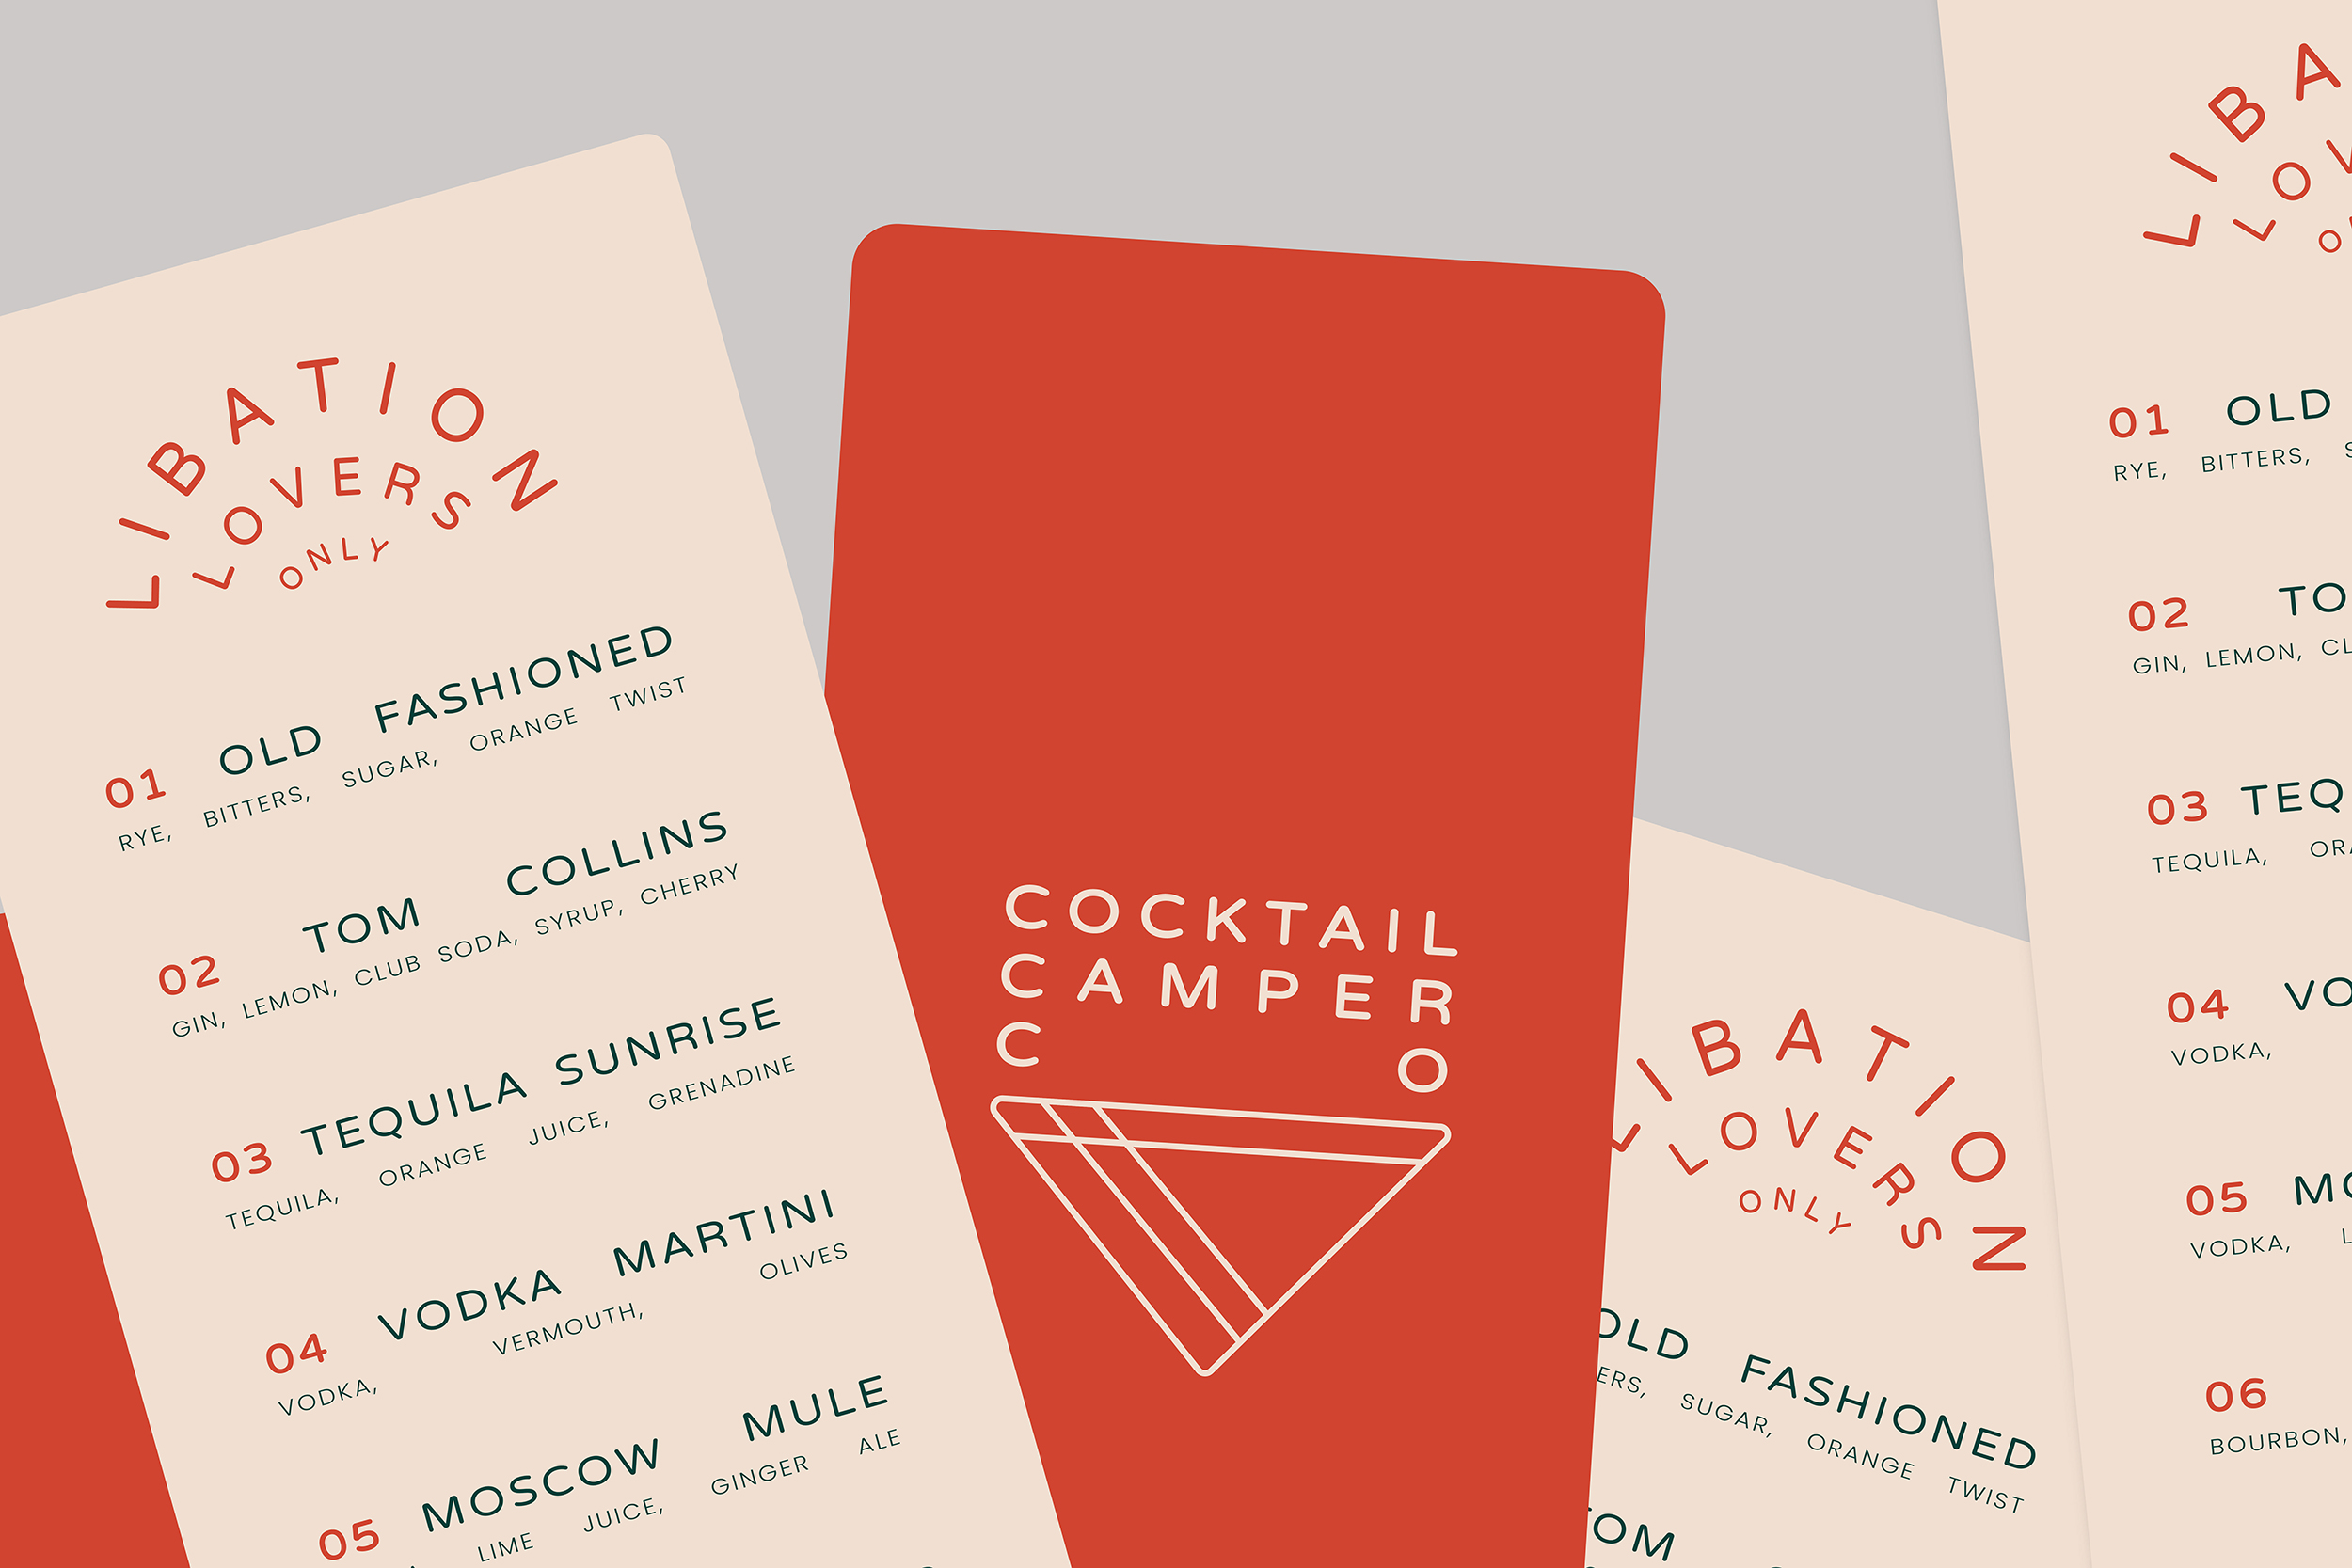 LIBATION
LOVERS
ONLY
01 OLD FASHIONED
RYE, BITTERS, SUGAR, ORANGE TWIST
02 TOM COLLINS
GIN, LEMON, CLUB SODA, SYRUP, CHERRY
03 TEQUILA SUNRISE
TEQUILA, ORANGE JUICE, GRENADINE
04 VODKA MARTINI
VODKA, VERMOUTH, OLIVES
05 MOSCOW MULE
LIME JUICE, GINGER ALE
COCKTAIL
CAMPER
CO
LIBATION
LOVERS
ONLY
OLD FASHIONED
SUGAR, ORANGE TWIST
TOM
01 OLD
RYE, BITTERS,
02
GIN, LEMON,
03
TEQUILA,
04
VODKA,
05
VODKA,
06
BOURBON,